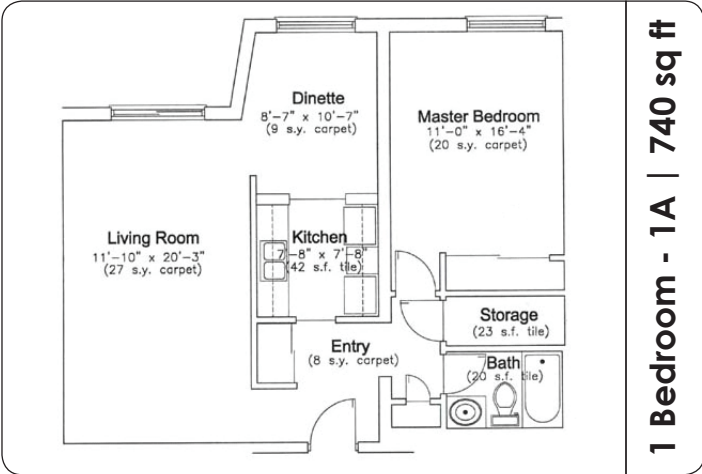 Dinette
8'-7" x 10'-7"
(9 s.y. carpet)
Master Bedroom
11'-0" x 16'-4"
(20 s.y. carpet)
Living Room
11'-10" x 20'-3"
(27 s.y. carpet)
Kitchen
7'-8" x 7'-8"
(42 s.f. tile)
Storage
(23 s.f. tile)
Entry
(8 s.y. carpet)
Bath
(20 s.f. tile)
1 Bedroom - 1A | 740 sq ft